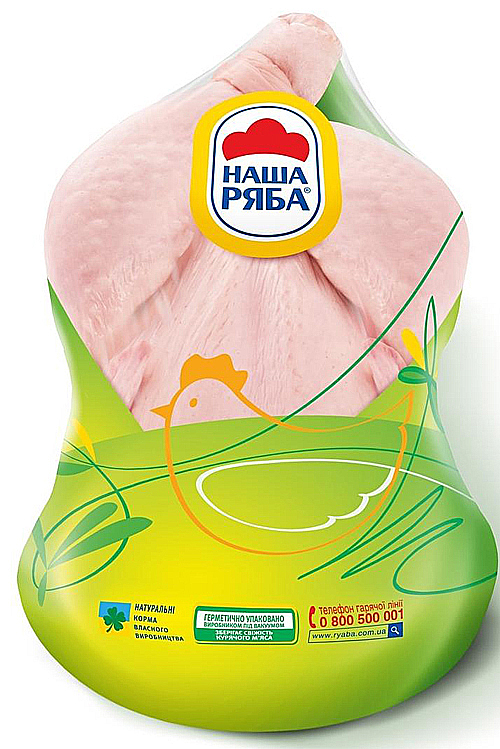 НАША
РЯБА®
НАТУРАЛЬНІ
КОРМА
ВЛАСНОГО
ВИРОБНИЦТВА
ГЕРМЕТИЧНО УПАКОВАНО
ВИРОБНИКОМ ПІД ВАКУУМОМ
ЗБЕРІГАЄ СВІЖІСТЬ
КУРЯЧОГО М'ЯСА
телефон гарячої лінії
0 800 500 001
www.ryaba.com.ua